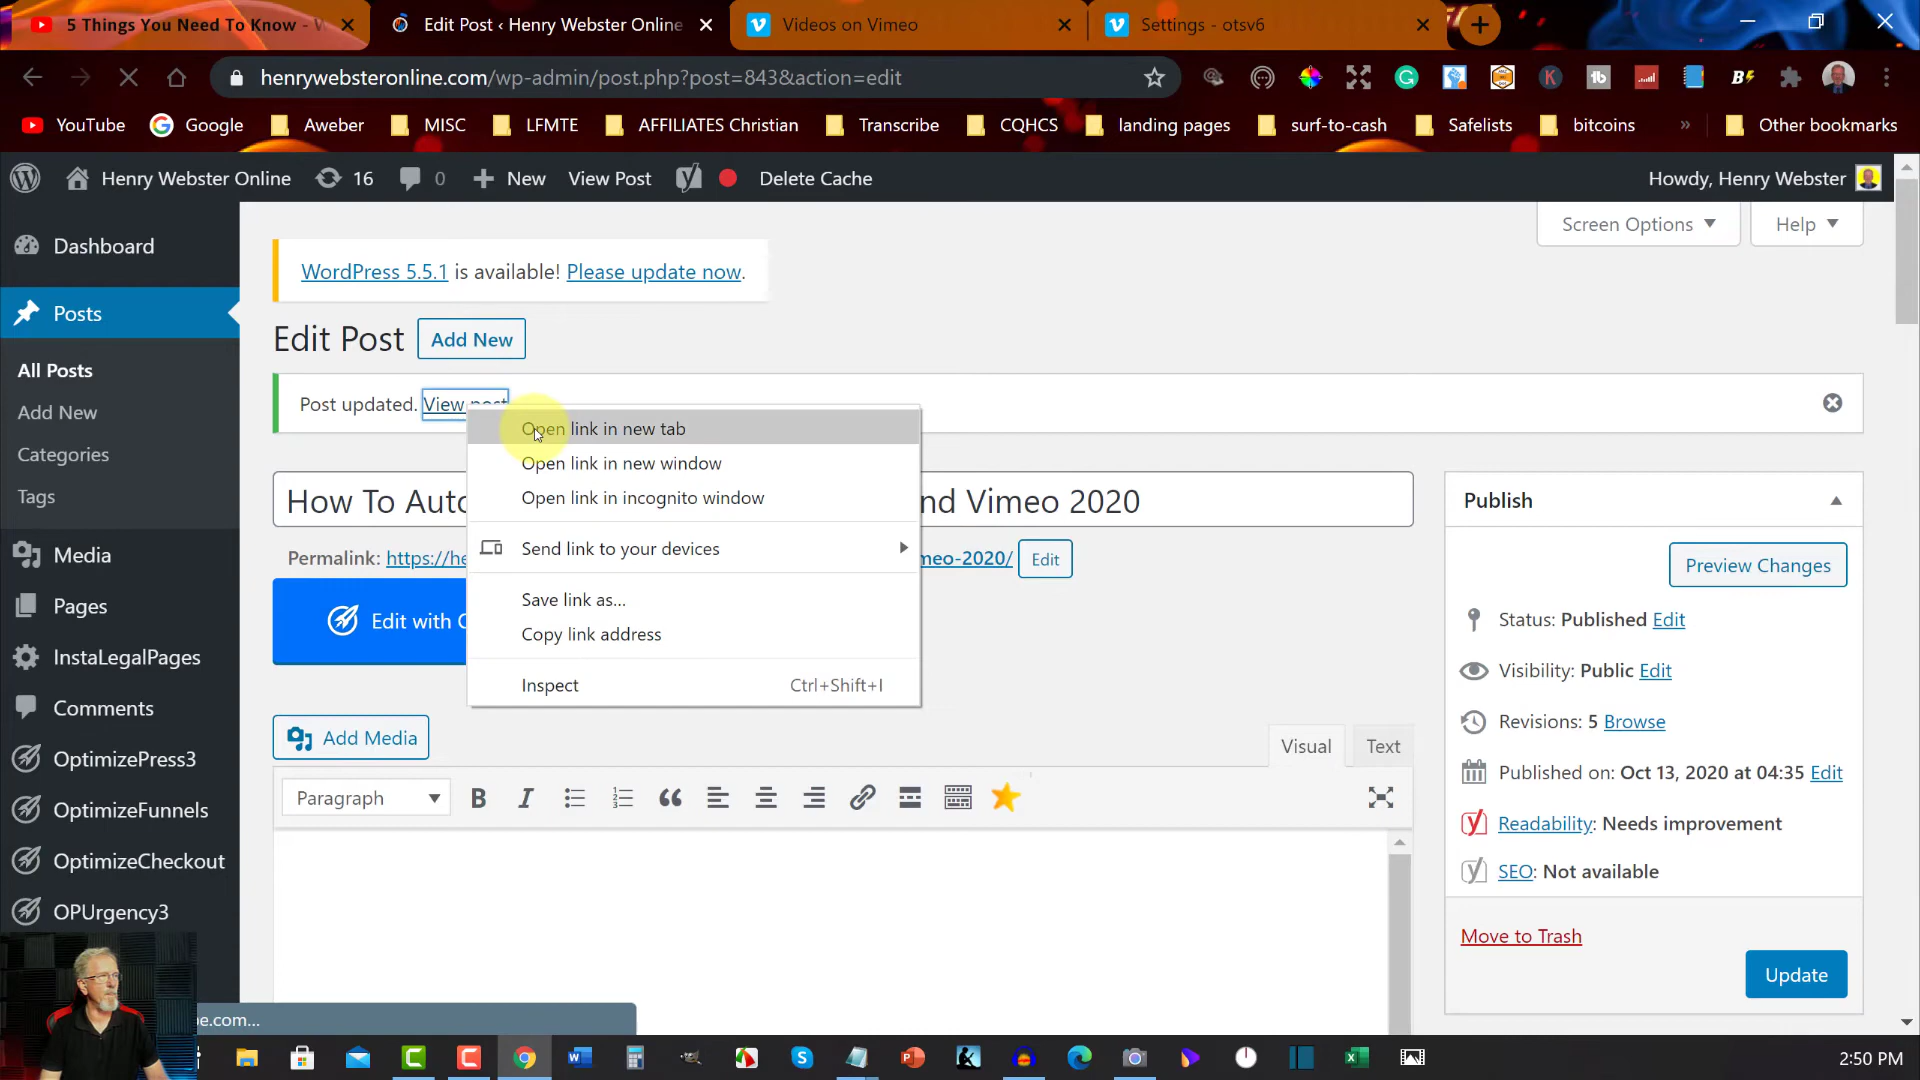 5 Things You Need To Know - W
Edit Post ‹ Henry Webster Online
Videos on Vimeo
Settings - otsv6
henrywebsteronline.com/wp-admin/post.php?post=843&action=edit
YouTube
Google
Aweber
MISC
LFMTE
AFFILIATES Christian
Transcribe
CQHCS
landing pages
surf-to-cash
Safelists
bitcoins
»
Other bookmarks
Henry Webster Online
16
0
New
View Post
Delete Cache
Howdy, Henry Webster
Screen Options
Help
Dashboard
Posts
All Posts
Add New
Categories
Tags
Media
Pages
InstaLegalPages
Comments
OptimizePress3
OptimizeFunnels
OptimizeCheckout
OPUrgency3
WordPress 5.5.1 is available! Please update now.
Edit Post
Add New
Post updated. View post
Open link in new tab
Open link in new window
Open link in incognito window
Send link to your devices
Save link as...
Copy link address
Inspect Ctrl+Shift+I
How To Auto nd Vimeo 2020
Permalink: https://he meo-2020/ Edit
Edit with
Add Media
Visual
Text
Paragraph
Publish
Preview Changes
Status: Published Edit
Visibility: Public Edit
Revisions: 5 Browse
Published on: Oct 13, 2020 at 04:35 Edit
Readability: Needs improvement
SEO: Not available
Move to Trash
Update
be.com...
2:50 PM